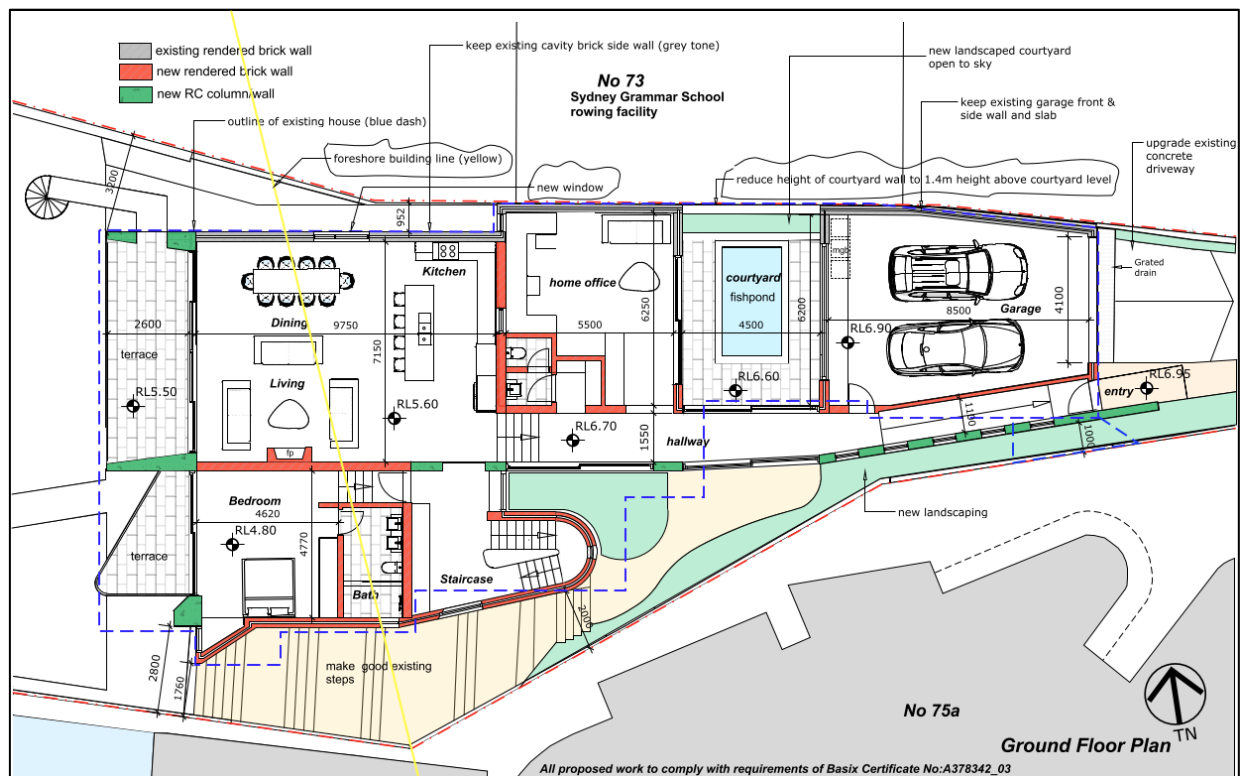 existing rendered brick wall
new rendered brick wall
new RC column/wall
keep existing cavity brick side wall (grey tone)
No 73
Sydney Grammar School
rowing facility
new landscaped courtyard
open to sky
keep existing garage front &
side wall and slab
upgrade existing
concrete
driveway
outline of existing house (blue dash)
foreshore building line (yellow)
new window
reduce height of courtyard wall to 1.4m height above courtyard level
3200
952
Kitchen
home office
courtyard
fishpond
mgb
Grated
drain
Dining
Garage
2600
9750
7150
5500
6250
4500
6200
8500
4100
terrace
Living
RL5.50
RL5.60
RL6.60
RL6.90
RL6.95
entry
fp
RL6.70
1550
hallway
1100
1000
Bedroom
4620
RL4.80
4770
new landscaping
terrace
Bath
Staircase
2000
make good existing
steps
2800
1760
No 75a
TN
Ground Floor Plan
All proposed work to comply with requirements of Basix Certificate No:A378342_03